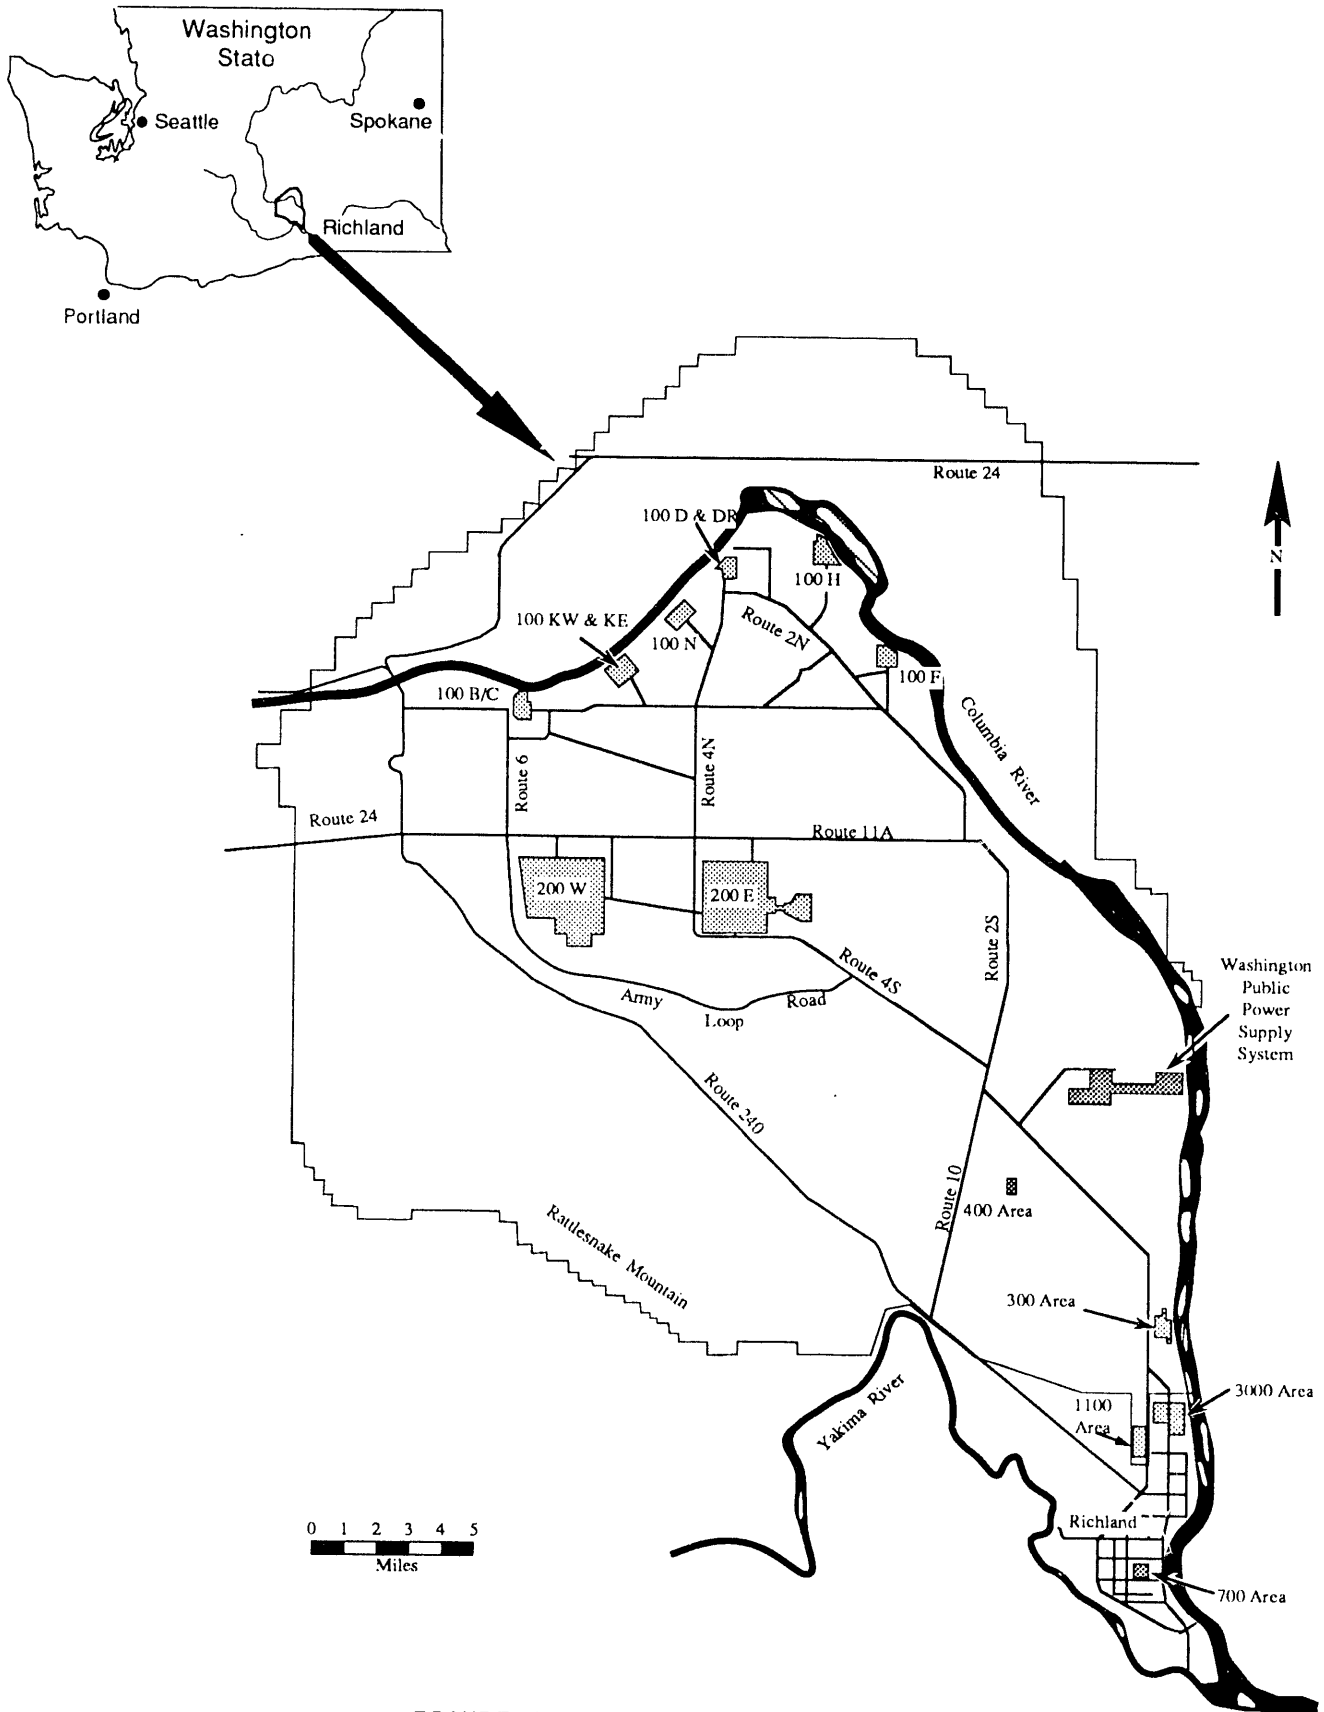 Washington
Stato
Seattle
Spokane
Richland
Portland
Route 24
N
100 D & DR
100 H
100 KW & KE
Route 2N
100 N
100 F
100 B/C
Columbia River
Route 6
Route 4N
Route 24
Route 11A
200 W
200 E
Route 2S
Route 4S
Washington
Public
Power
Supply
System
Army
Loop
Road
Route 240
Route 10
400 Area
Rattlesnake Mountain
300 Area
3000 Area
1100
Area
Yakima River
Richland
0 1 2 3 4 5
Miles
700 Area